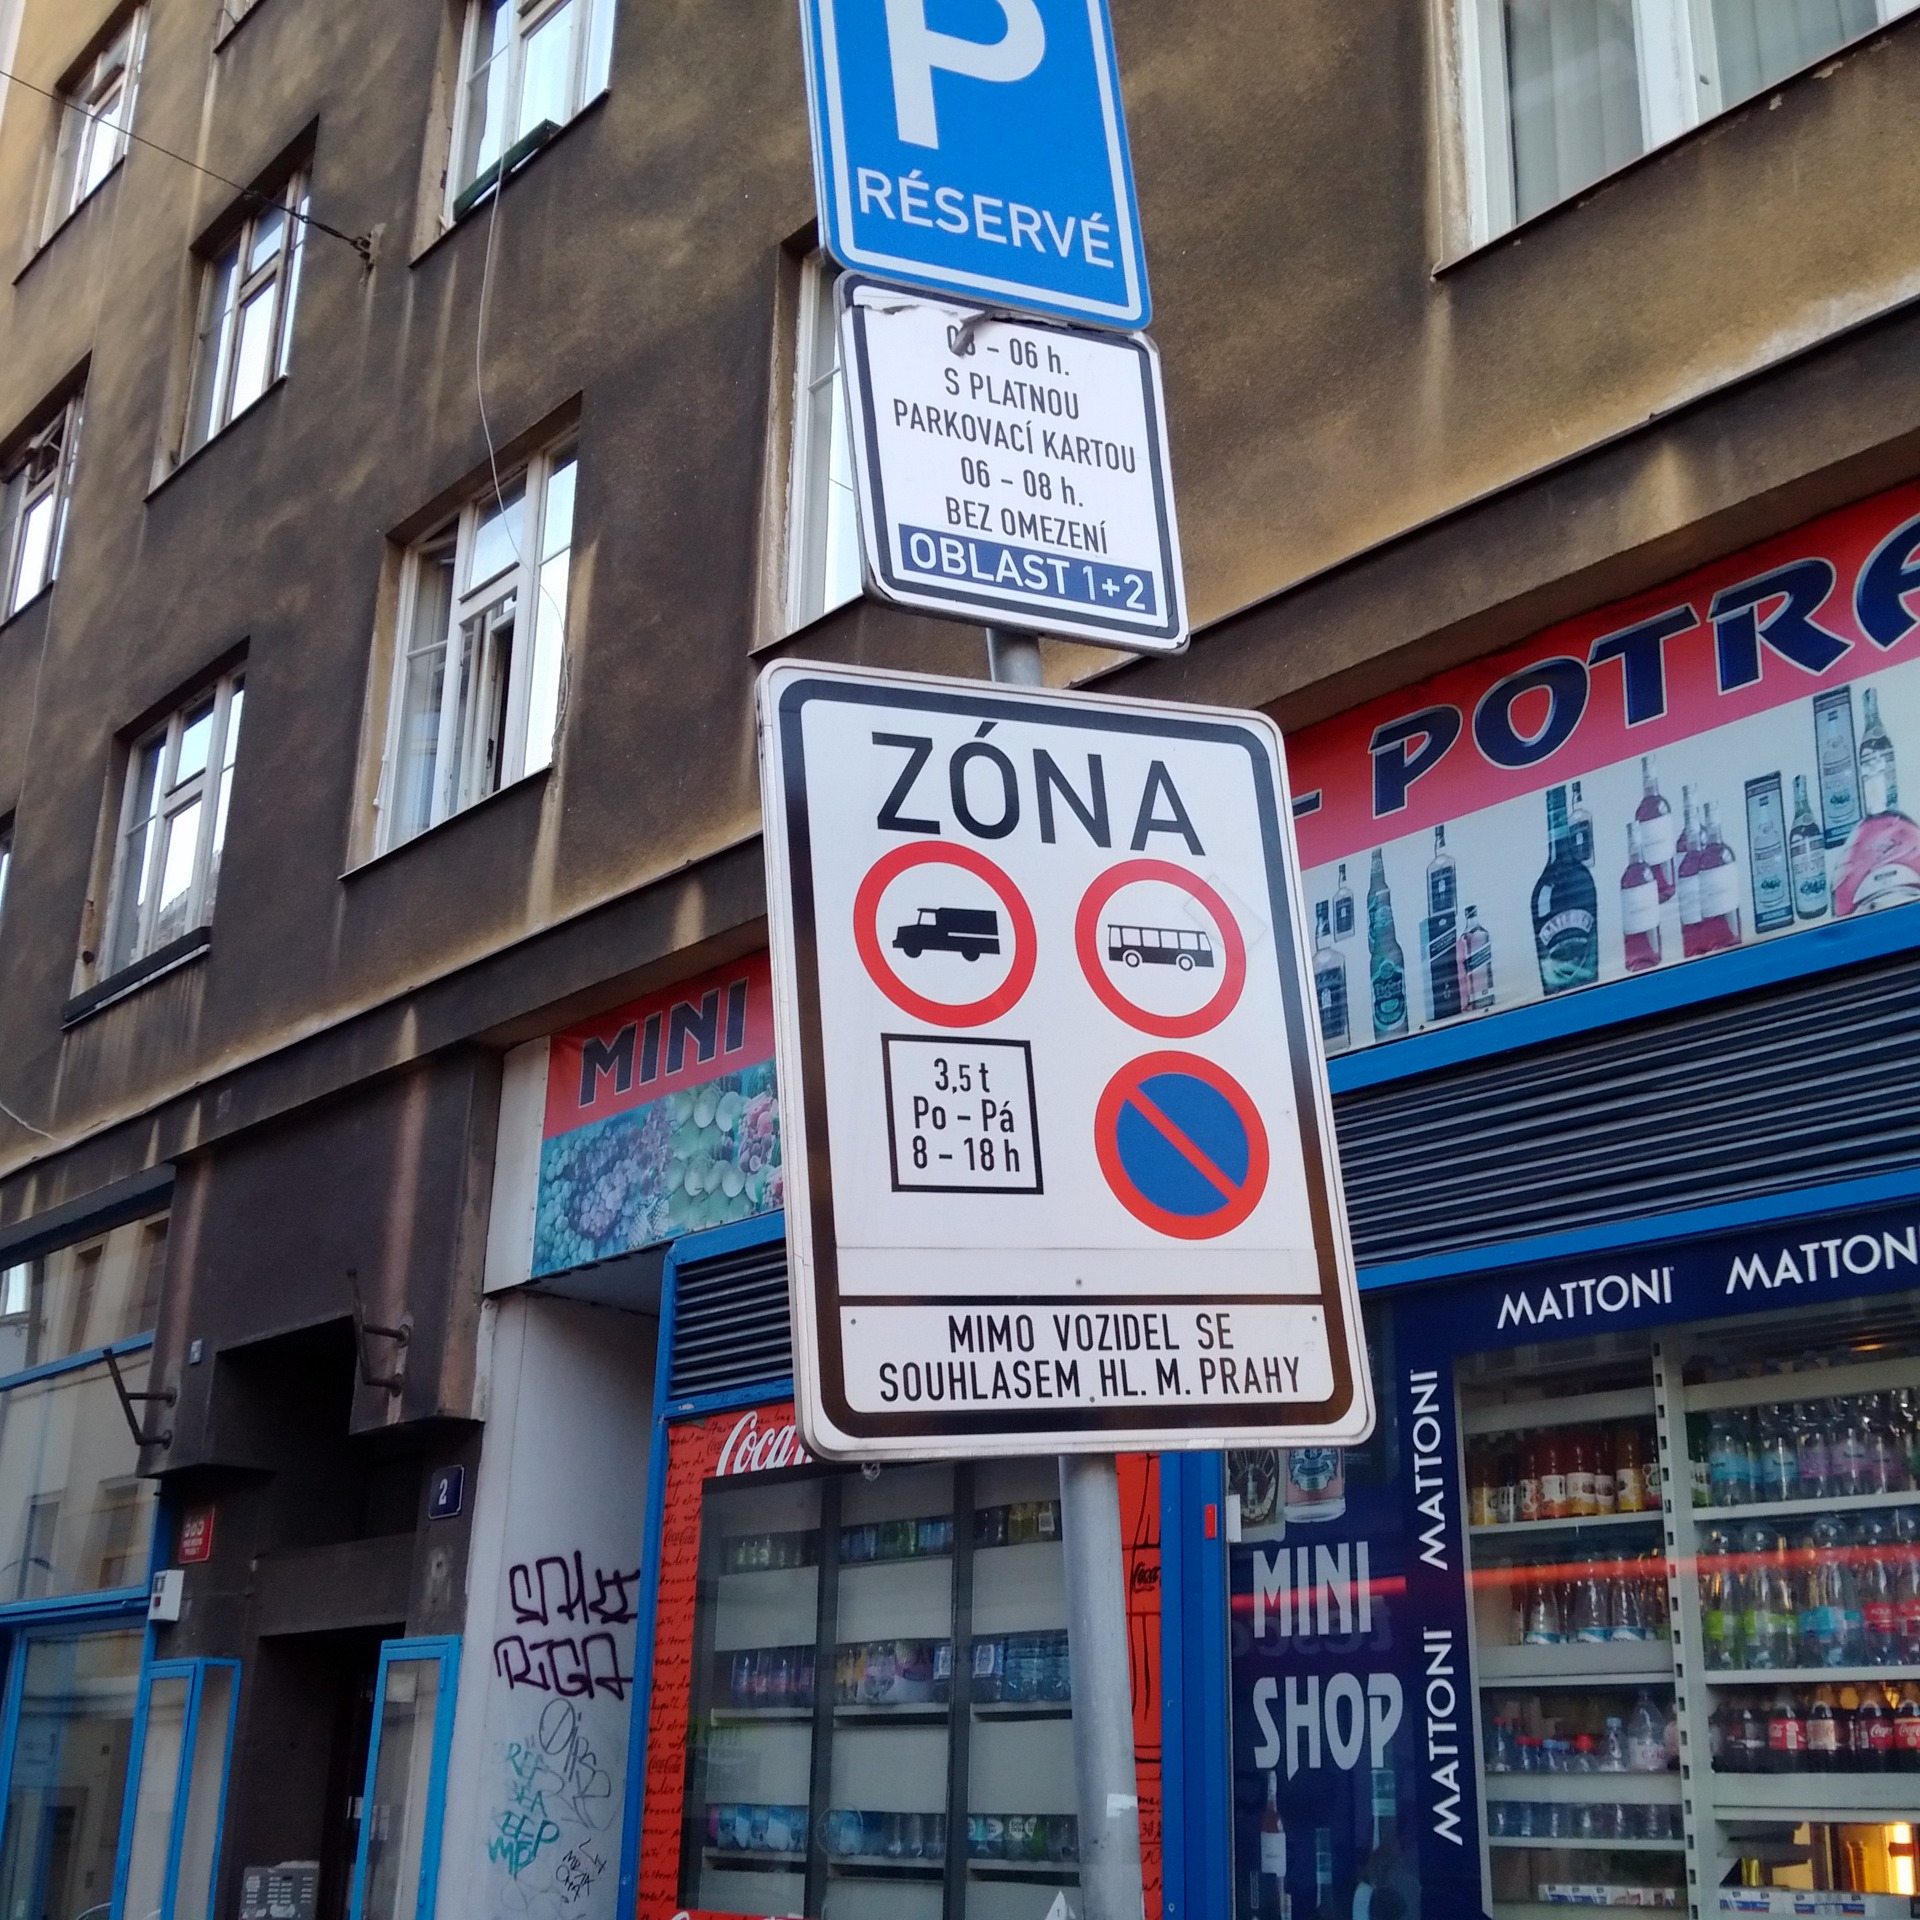 P
RÉSERVÉ
- 06 h.
S PLATNOU
PARKOVACÍ KARTOU
06 - 08 h.
BEZ OMEZENÍ
OBLAST 1+2
ZÓNA
3,5 t
Po - Pá
8 - 18 h
MIMO VOZIDEL SE
SOUHLASEM HL. M. PRAHY
MINI
- POTRA
MATTONI
MATTONI
MATTONI
MATTONI
Coca
MINI
SHOP
2